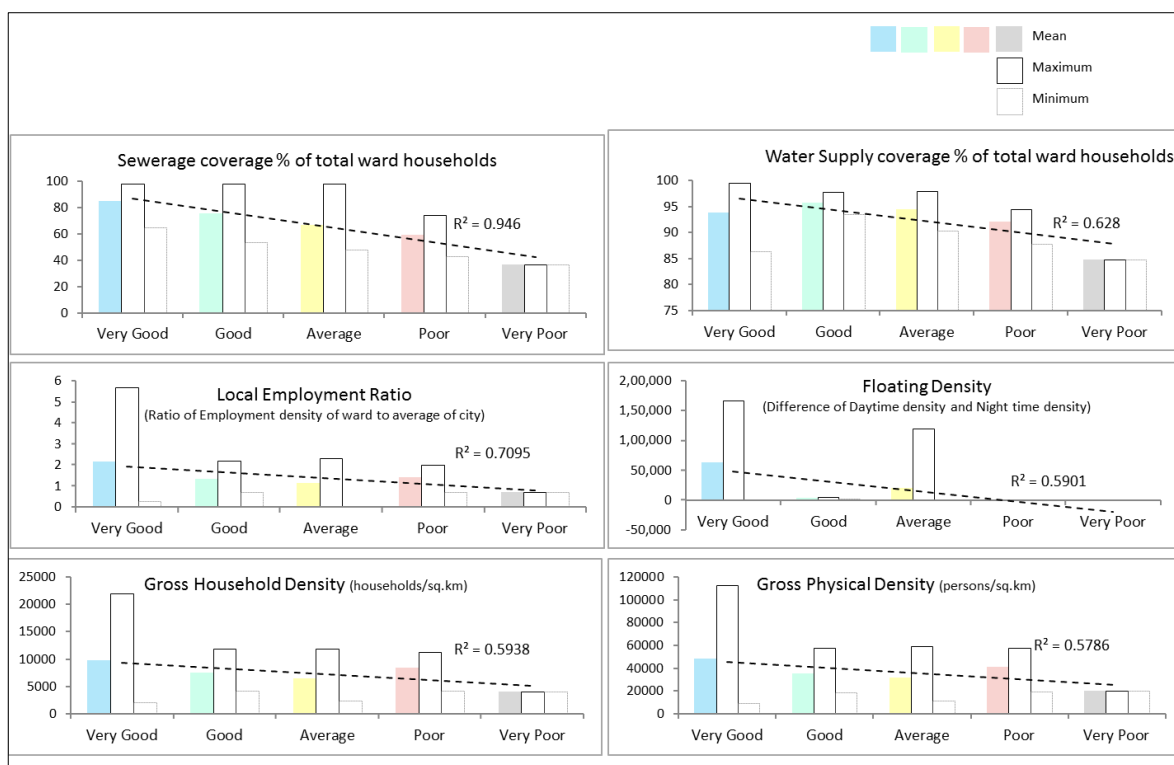 Mean
Maximum
Minimum
Sewerage coverage % of total ward households
100
80
60
40
20
0
R² = 0.946
Very Good Good Average Poor Very Poor
Water Supply coverage % of total ward households
100
95
90
85
80
75
R² = 0.628
Very Good Good Average Poor Very Poor
Local Employment Ratio
(Ratio of Employment density of ward to average of city)
6
5
4
3
2
1
0
R² = 0.7095
Very Good Good Average Poor Very Poor
Floating Density
(Difference of Daytime density and Night time density)
2,00,000
1,50,000
1,00,000
50,000
0
-50,000
R² = 0.5901
Very Good Good Average Poor Very Poor
Gross Household Density (households/sq.km)
25000
20000
15000
10000
5000
0
R² = 0.5938
Very Good Good Average Poor Very Poor
Gross Physical Density (persons/sq.km)
120000
100000
80000
60000
40000
20000
0
R² = 0.5786
Very Good Good Average Poor Very Poor